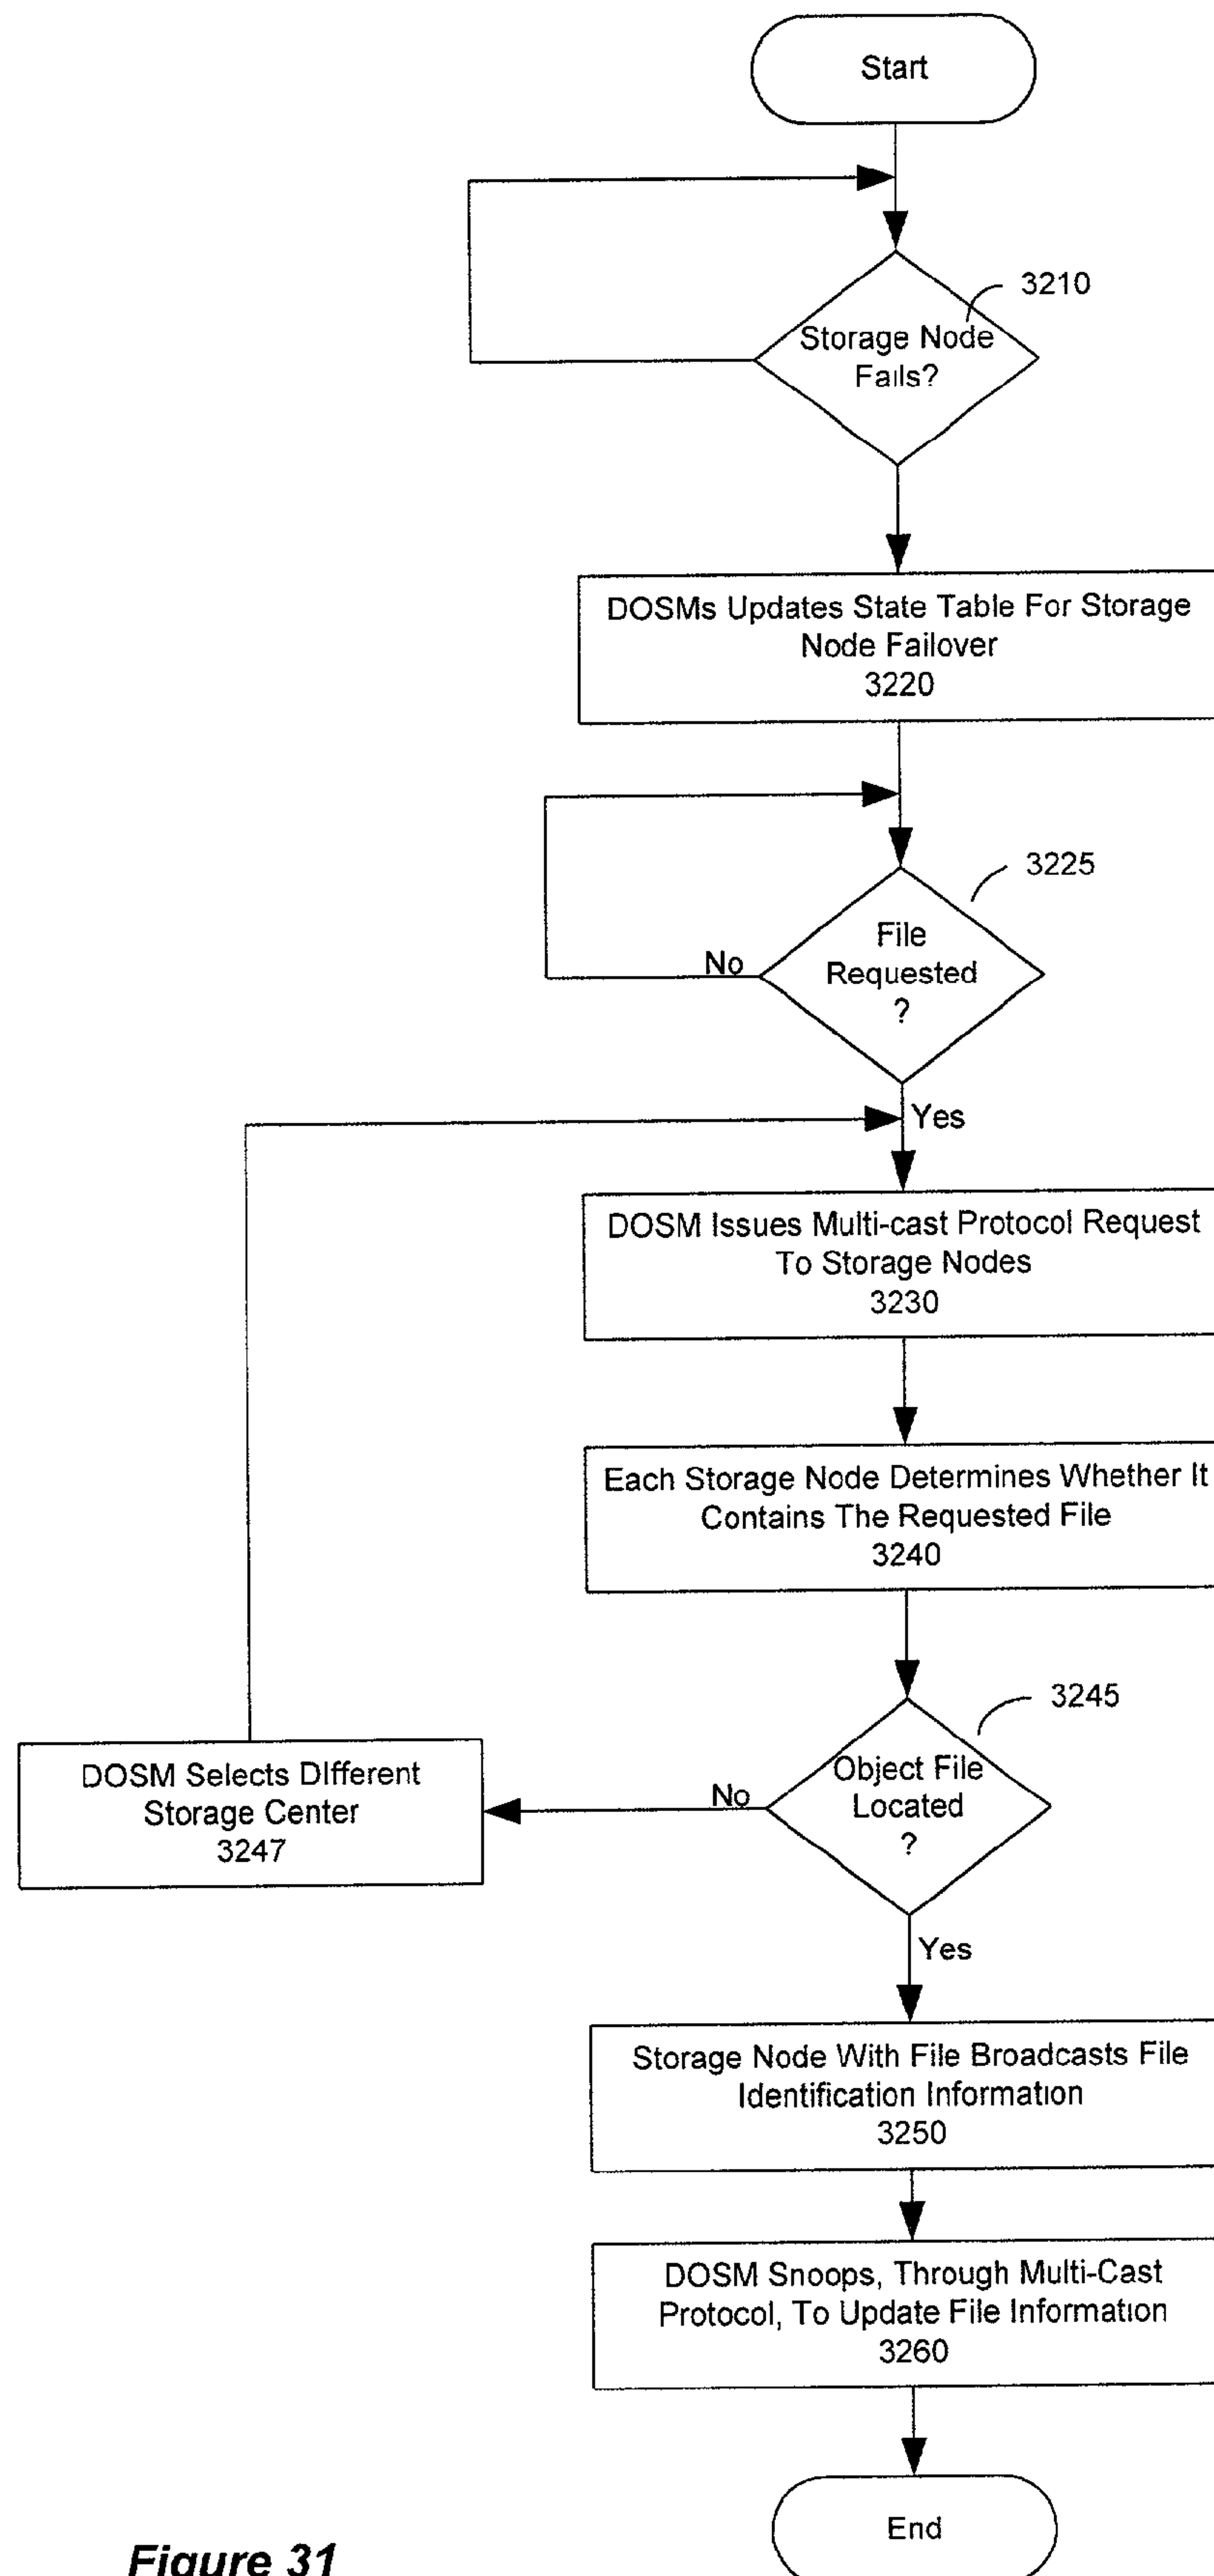 Start
3210
Storage Node
Fails?
DOSMs Updates State Table For Storage
Node Failover
3220
3225
File
Requested
?
No
Yes
DOSM Issues Multi-cast Protocol Request
To Storage Nodes
3230
Each Storage Node Determines Whether It
Contains The Requested File
3240
3245
Object File
Located
?
No
DOSM Selects DIfferent
Storage Center
3247
Yes
Storage Node With File Broadcasts File
Identification Information
3250
DOSM Snoops, Through Multi-Cast
Protocol, To Update File Information
3260
End
Figure 31